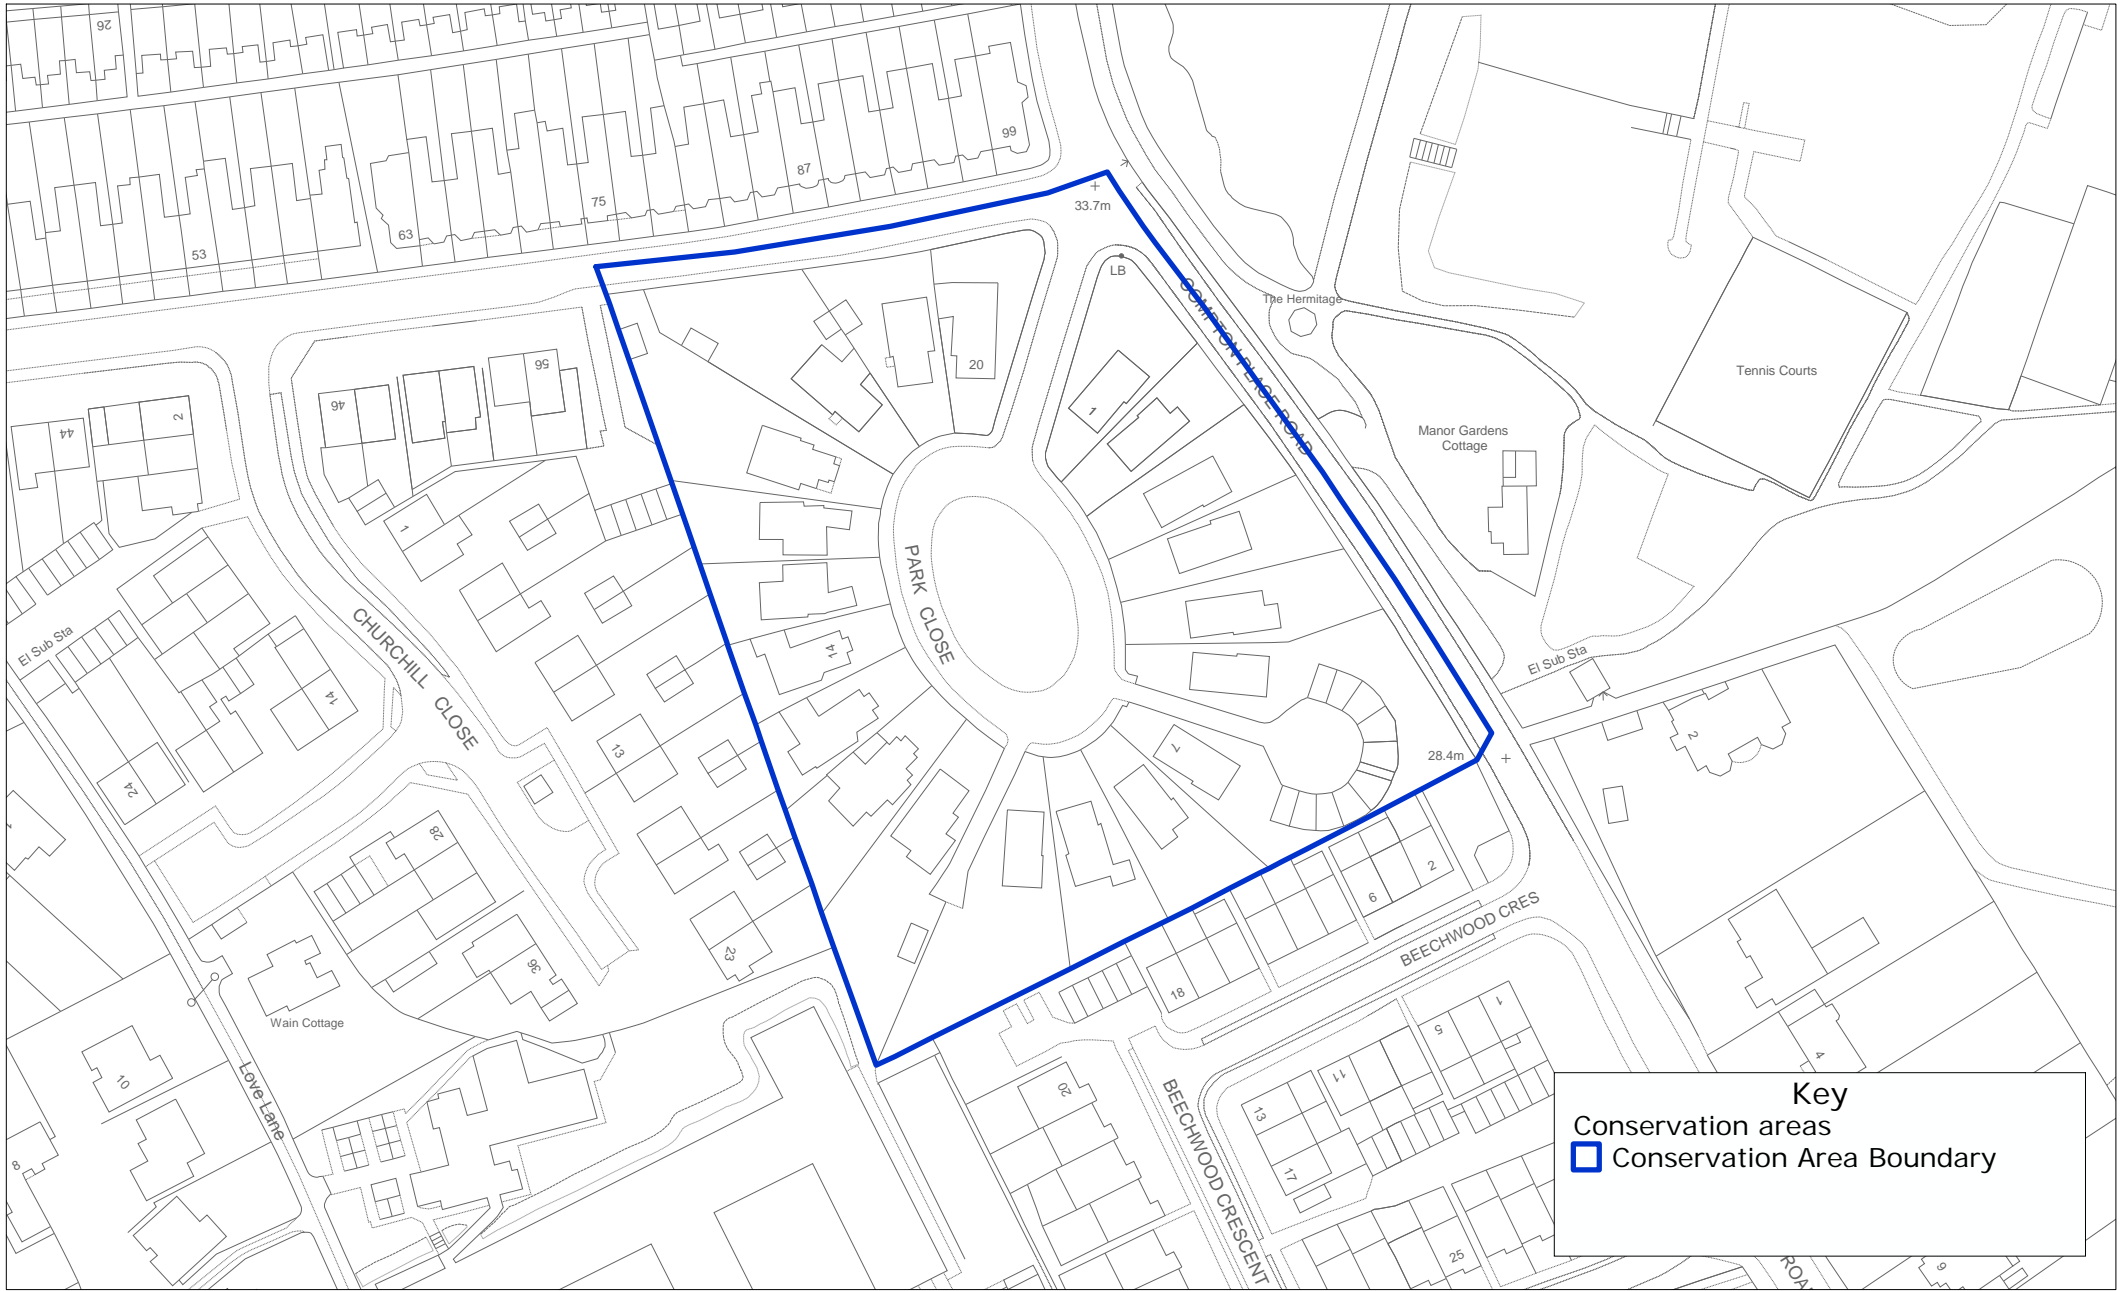 26
99
87
75
63
53
33.7m
LB
COMPTON PLACE ROAD
The Hermitage
Tennis Courts
Manor Gardens
Cottage
20
1
56
46
44
2
1
PARK CLOSE
14
CHURCHILL CLOSE
El Sub Sta
14
13
24
7
28.4m
El Sub Sta
2
28
23
36
Wain Cottage
2
6
18
BEECHWOOD CRES
1
5
11
13
17
20
25
BEECHWOOD CRESCENT
Love Lane
10
8
4
9
Key
Conservation areas
Conservation Area Boundary